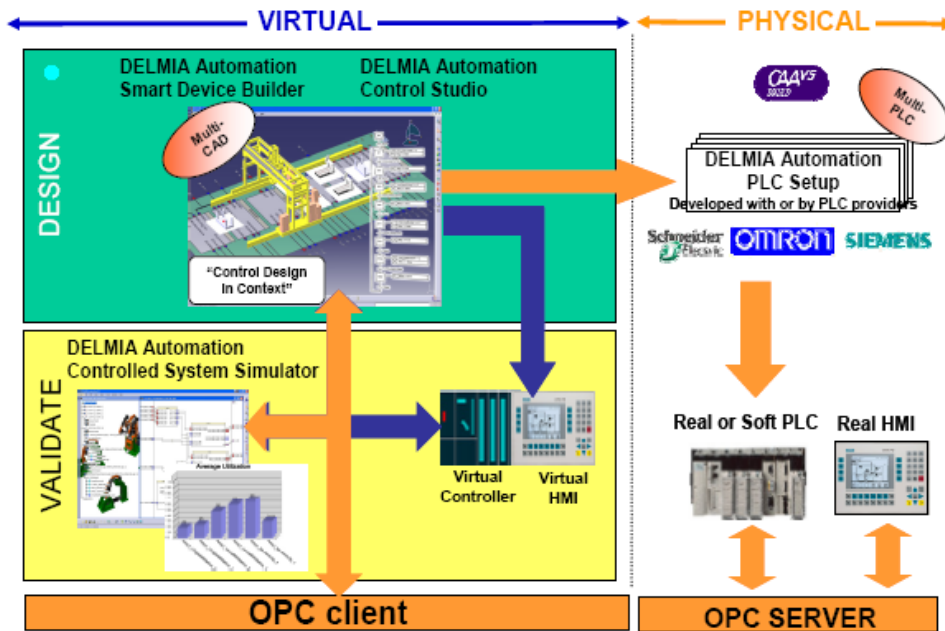 VIRTUAL
PHYSICAL
DESIGN
DELMIA Automation
Smart Device Builder
DELMIA Automation
Control Studio
Multi-
CAD
"Control Design
In Context"
CAA V5
Multi-
PLC
DELMIA Automation
PLC Setup
Developed with or by PLC providers
Schneider
Electric
OMRON
SIEMENS
VALIDATE
DELMIA Automation
Controlled System Simulator
Average Utilization
Virtual
Controller
Virtual
HMI
Real or Soft PLC
Real HMI
OPC client
OPC SERVER